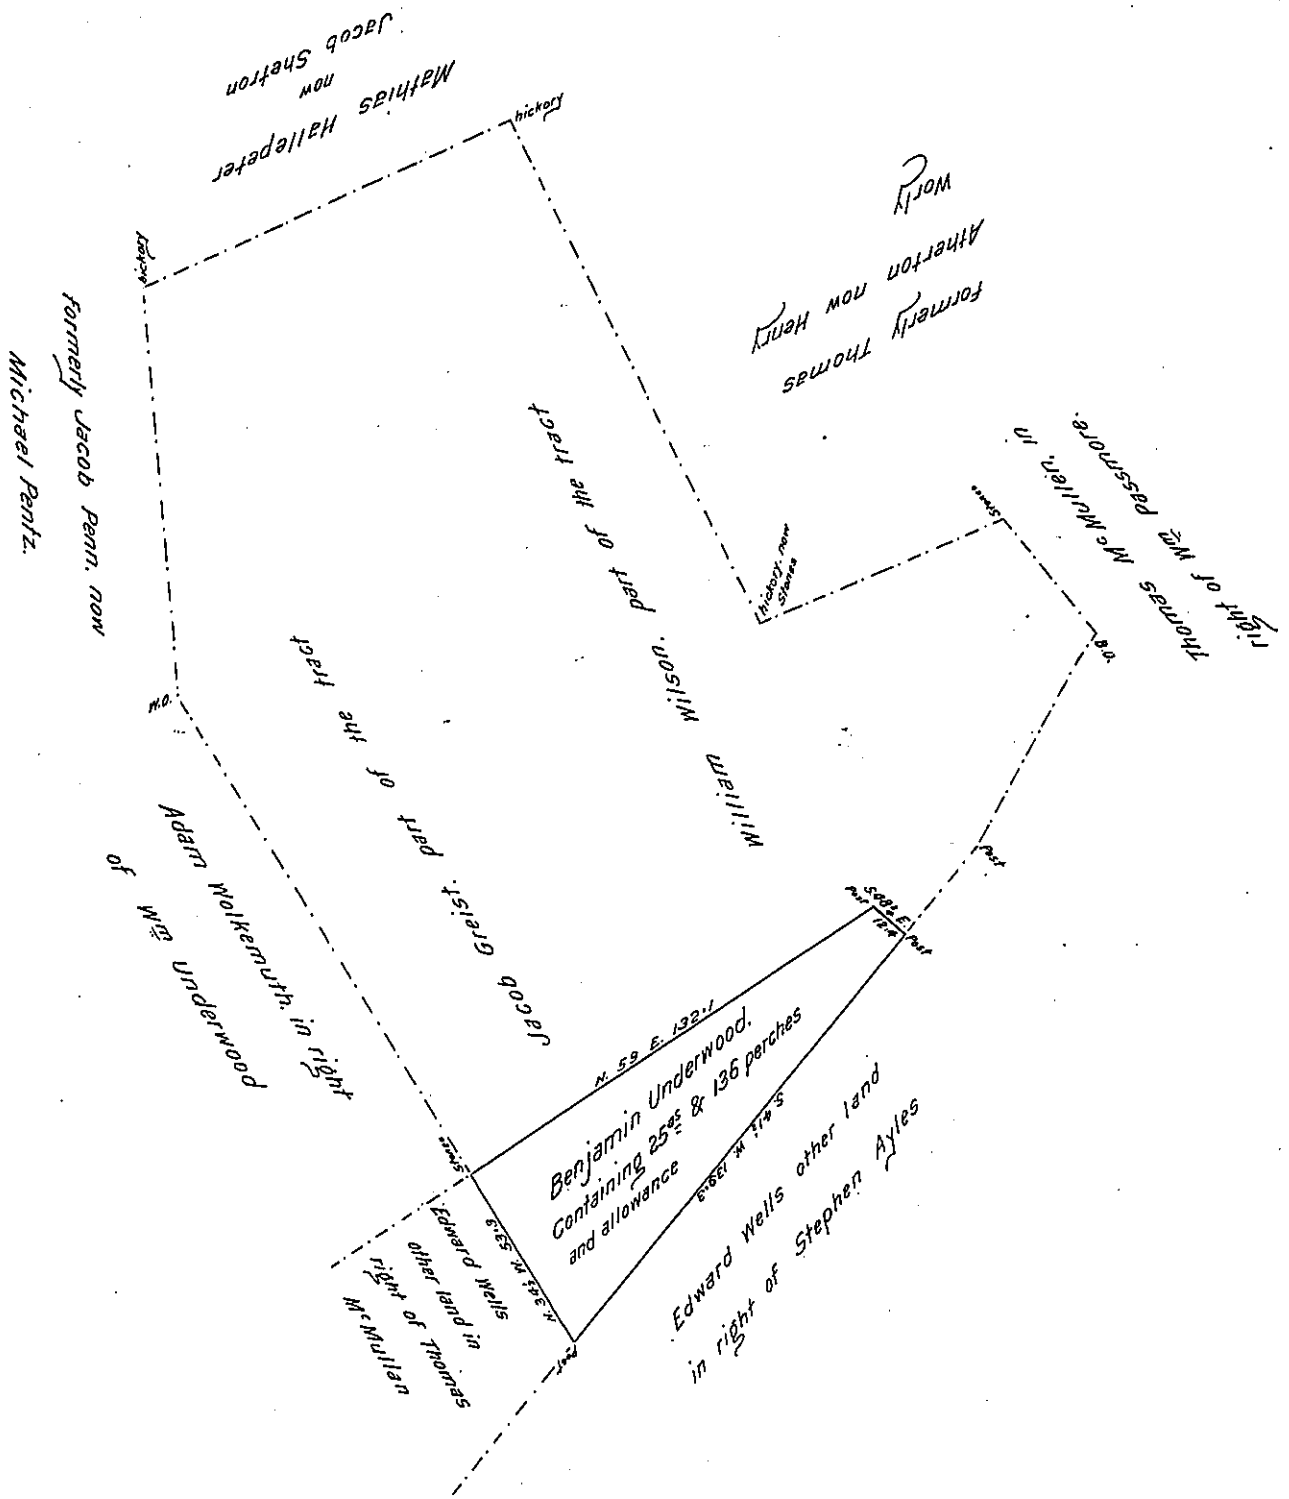 Mathias Hallepeter
now
Jacob Shetron
hickory
hickory
Formerly Thomas
Atherton now Henry
Worly
Formerly Jacob Penn. now
Michael Pentz.
William Wilson. part of the tract
hickory. now
Stones
Stones
Thomas McMullen, in
right of Wm Passmore.
B.O.
W.O.
Jacob Greist. part of the tract
Adam Wolkewnth. in right
of Wm Underwood
Post
Post
Post
12.4
N. 59 E. 132.1
Benjamin Underwood.
Containing 25as & 136 perches
and allowance
S. 41½ W. 139.3
Edward Wells other land
in right of Stephen Ayles
Stones
N. 34½ W. 53.9
Edward Wells
other land in
right of Thomas
McMullan
Post